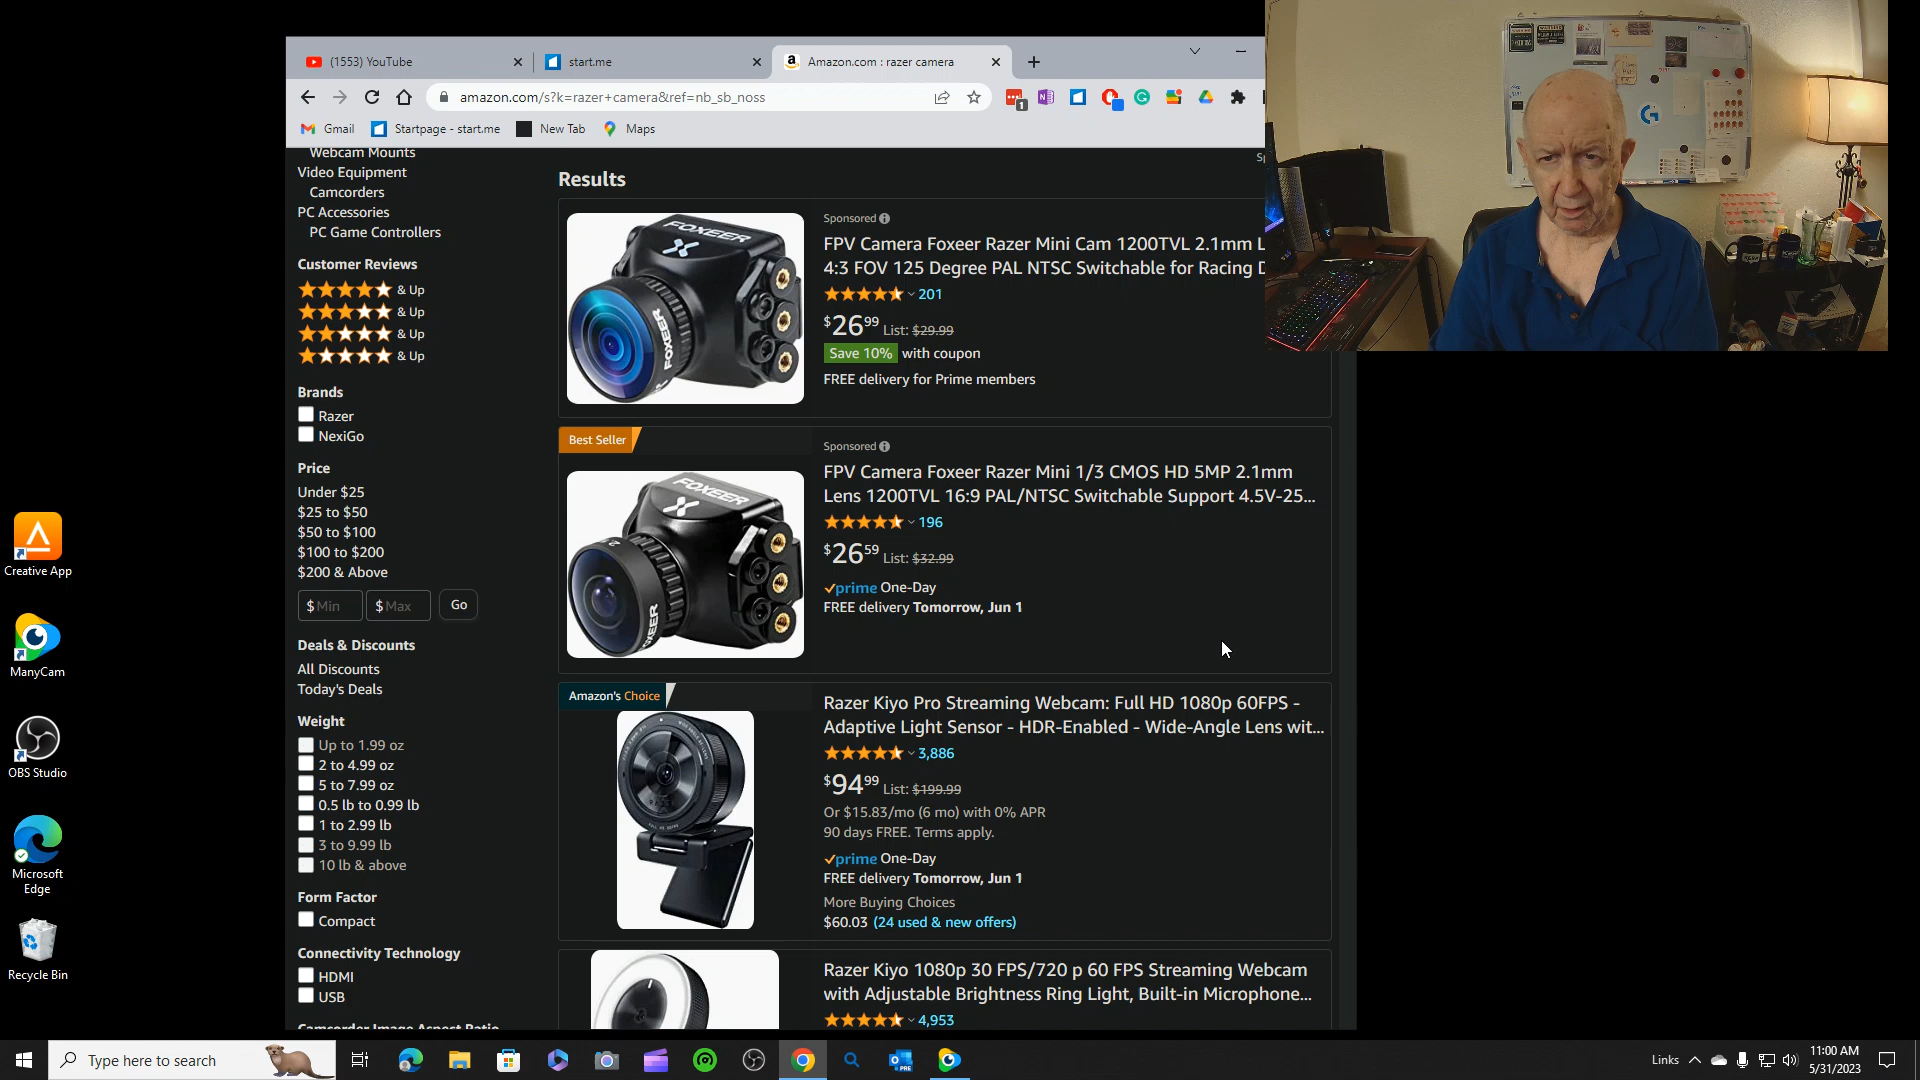 (1553) YouTube
start.me
Amazon.com : razer camera
amazon.com/s?k=razer+camera&ref=nb_sb_noss
1
Gmail
Startpage - start.me
New Tab
Maps
Webcam Mounts
Video Equipment
Camcorders
PC Accessories
PC Game Controllers
Customer Reviews
& Up
& Up
& Up
& Up
Brands
Razer
NexiGo
Price
Under $25
$25 to $50
$50 to $100
$100 to $200
$200 & Above
$ Min
$ Max
Go
Deals & Discounts
All Discounts
Today's Deals
Weight
Up to 1.99 oz
2 to 4.99 oz
5 to 7.99 oz
0.5 lb to 0.99 lb
1 to 2.99 lb
3 to 9.99 lb
10 lb & above
Form Factor
Compact
Connectivity Technology
HDMI
USB
Camcorder Image Aspect Ratio
Results
FOXEER
FOXEER
Sponsored
FPV Camera Foxeer Razer Mini Cam 1200TVL 2.1mm L
4:3 FOV 125 Degree PAL NTSC Switchable for Racing D
201
$26.99 List: $29.99
Save 10% with coupon
FREE delivery for Prime members
Best Seller
FOXEER
Sponsored
FPV Camera Foxeer Razer Mini 1/3 CMOS HD 5MP 2.1mm
Lens 1200TVL 16:9 PAL/NTSC Switchable Support 4.5V-25...
196
$26.59 List: $32.99
prime One-Day
FREE delivery Tomorrow, Jun 1
Amazon's Choice
Razer Kiyo Pro Streaming Webcam: Full HD 1080p 60FPS -
Adaptive Light Sensor - HDR-Enabled - Wide-Angle Lens wit...
3,886
$94.99 List: $199.99
Or $15.83/mo (6 mo) with 0% APR
90 days FREE. Terms apply.
prime One-Day
FREE delivery Tomorrow, Jun 1
More Buying Choices
$60.03 (24 used & new offers)
Razer Kiyo 1080p 30 FPS/720 p 60 FPS Streaming Webcam
with Adjustable Brightness Ring Light, Built-in Microphone...
4,953
Creative App
ManyCam
OBS Studio
Microsoft
Edge
Recycle Bin
Type here to search
Links
11:00 AM
5/31/2023